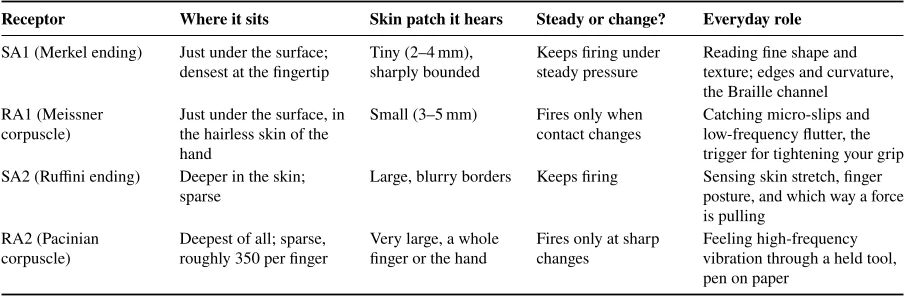 Receptor Where it sits Skin patch it hears Steady or change? Everyday role
SA1 (Merkel ending) Just under the surface; Tiny (2–4 mm), Keeps firing under Reading fine shape and
densest at the fingertip sharply bounded steady pressure texture; edges and curvature,
the Braille channel
RA1 (Meissner Just under the surface, in Small (3–5 mm) Fires only when Catching micro-slips and
corpuscle) the hairless skin of the contact changes low-frequency flutter, the
hand trigger for tightening your grip
SA2 (Ruffini ending) Deeper in the skin; Large, blurry borders Keeps firing Sensing skin stretch, finger
sparse posture, and which way a force
is pulling
RA2 (Pacinian Deepest of all; sparse, Very large, a whole Fires only at sharp Feeling high-frequency
corpuscle) roughly 350 per finger finger or the hand changes vibration through a held tool,
pen on paper